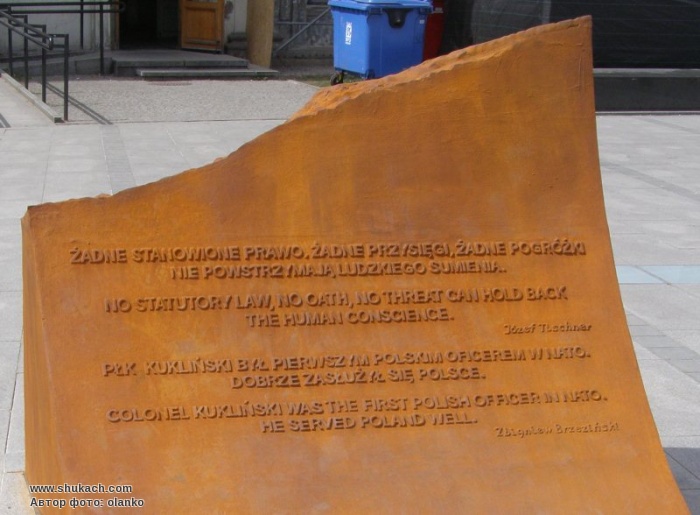 ŻADNE STANOWIONE PRAWO, ŻADNE PRZYSIĘGI, ŻADNE POGRÓŻKI
NIE POWSTRZYMAJĄ LUDZKIEGO SUMIENIA.
NO STATUTORY LAW, NO OATH, NO THREAT CAN HOLD BACK
THE HUMAN CONSCIENCE.
Józef Tischner
PŁK KUKLIŃSKI BYŁ PIERWSZYM POLSKIM OFICEREM W NATO.
DOBRZE ZASŁUŻYŁ SIĘ POLSCE.
COLONEL KUKLIŃSKI WAS THE FIRST POLISH OFFICER IN NATO.
HE SERVED POLAND WELL.
Zbigniew Brzeziński
www.shukach.com
Автор фото: olanko